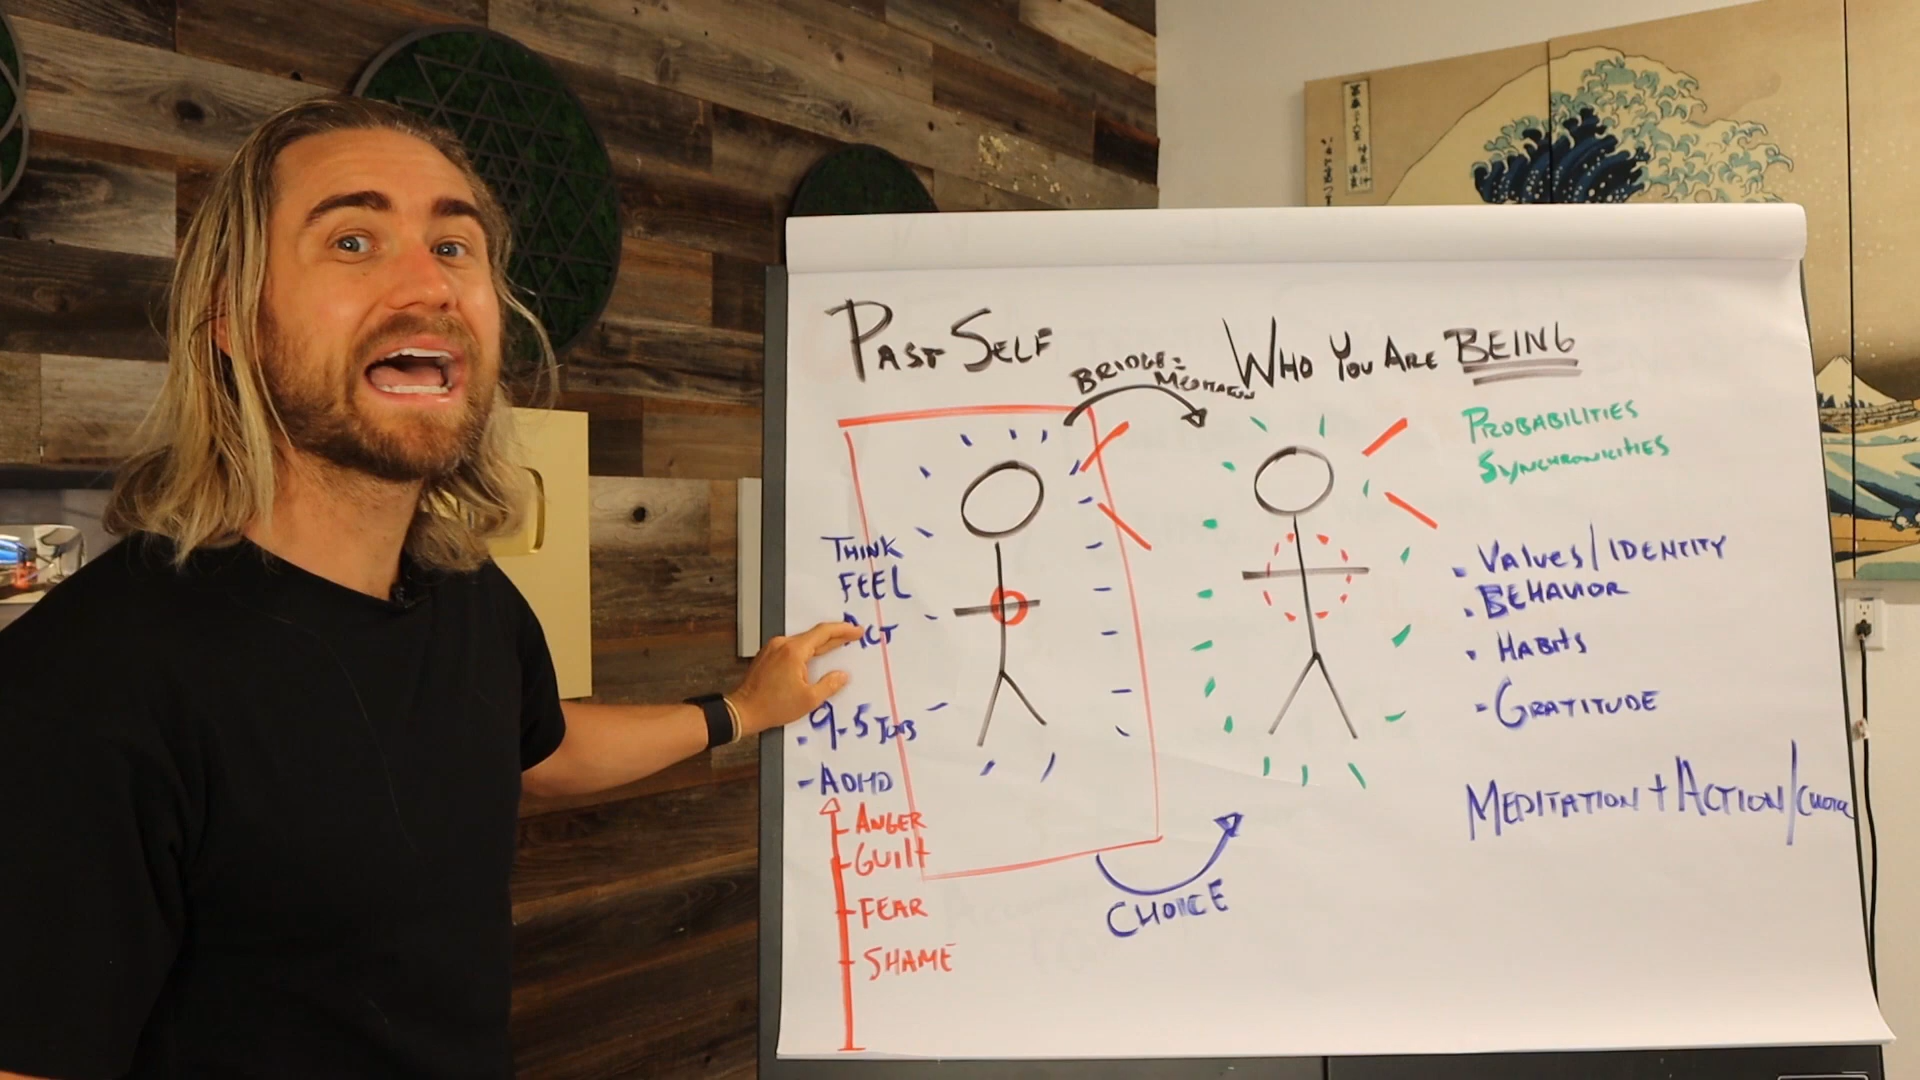 PAST SELF
BRIDGE =
WHO YOU ARE BEING
PROBABILITIES
SYNCHRONICITIES
THINK
FEEL
ACT
• VALUES/IDENTITY
• BEHAVIOR
• HABITS
- GRATITUDE
• 9-5 JOBS
- ADHD
MEDITATION + ACTION/CHOICE
- ANGER
- GUILT
- FEAR
- SHAME
CHOICE